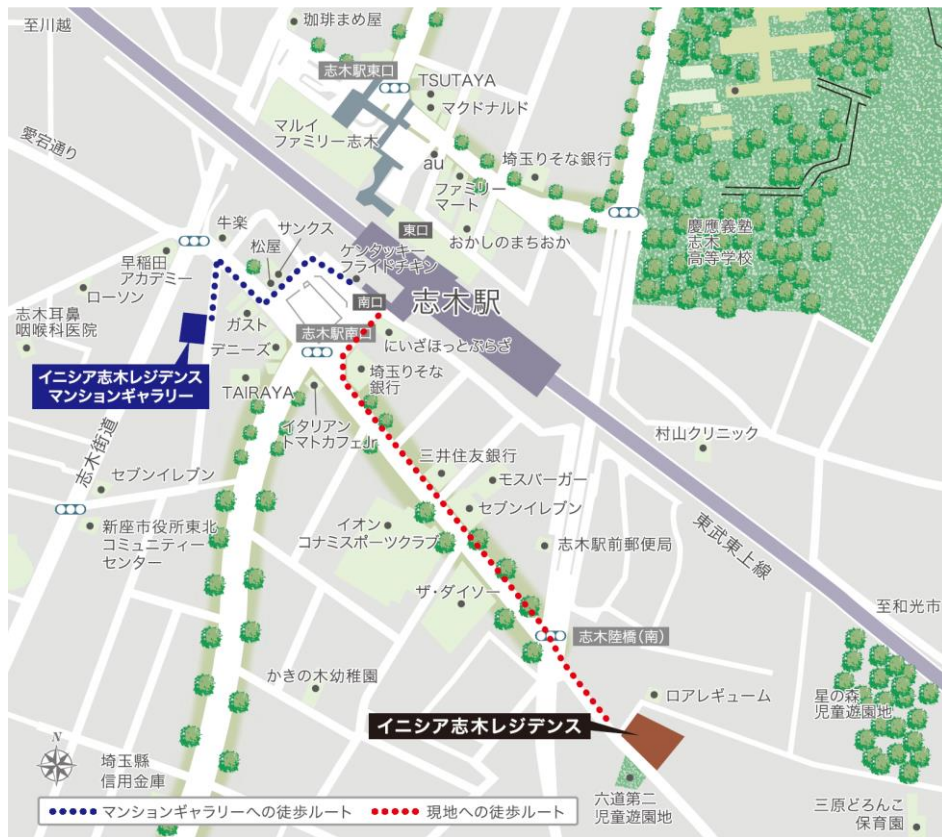 至川越
珈琲まめ屋
志木駅東口
TSUTAYA
マクドナルド
マルイ
ファミリー志木
愛宕通り
au
埼玉りそな銀行
ファミリー
マート
おかしのまちおか
東口
慶應義塾
志木
高等学校
牛楽
サンクス
松屋
ケンタッキー
フライドチキン
早稲田
アカデミー
ローソン
志木耳鼻
咽喉科医院
南口
志木駅
ガスト
デニーズ
志木駅南口
にいざほっとぷらざ
イニシア志木レジデンス
マンションギャラリー
TAIRAYA
埼玉りそな
銀行
イタリアン
トマトカフェJr.
志木街道
村山クリニック
三井住友銀行
モスバーガー
セブンイレブン
セブンイレブン
新座市役所東北
コミュニティー
センター
イオン
コナミスポーツクラブ
志木駅前郵便局
東武東上線
ザ・ダイソー
至和光市
志木陸橋(南)
かきの木幼稚園
ロアレギューム
星の森
児童遊園地
イニシア志木レジデンス
N
埼玉縣
信用金庫
六道第二
児童遊園地
三原どろんこ
保育園
マンションギャラリーへの徒歩ルート
現地への徒歩ルート